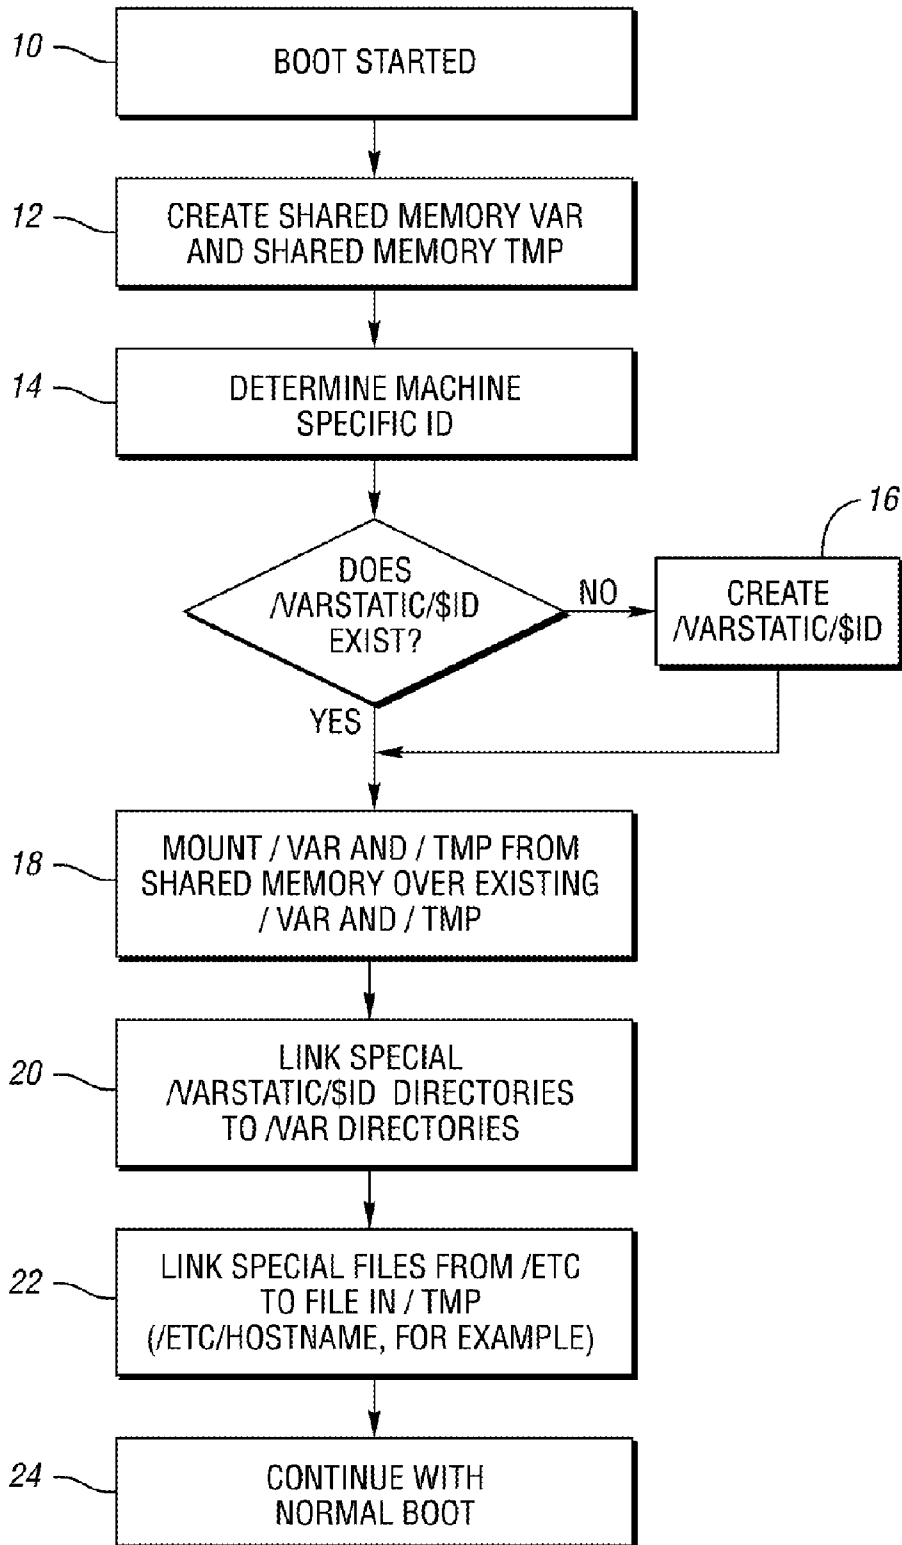 10
BOOT STARTED
12
CREATE SHARED MEMORY VAR
AND SHARED MEMORY TMP
14
DETERMINE MACHINE
SPECIFIC ID
DOES
/VARSTATIC/$ID
EXIST?
NO
16
CREATE
/VARSTATIC/$ID
YES
18
MOUNT / VAR AND / TMP FROM
SHARED MEMORY OVER EXISTING
/ VAR AND / TMP
20
LINK SPECIAL
/VARSTATIC/$ID DIRECTORIES
TO /VAR DIRECTORIES
22
LINK SPECIAL FILES FROM /ETC
TO FILE IN / TMP
(/ETC/HOSTNAME, FOR EXAMPLE)
24
CONTINUE WITH
NORMAL BOOT